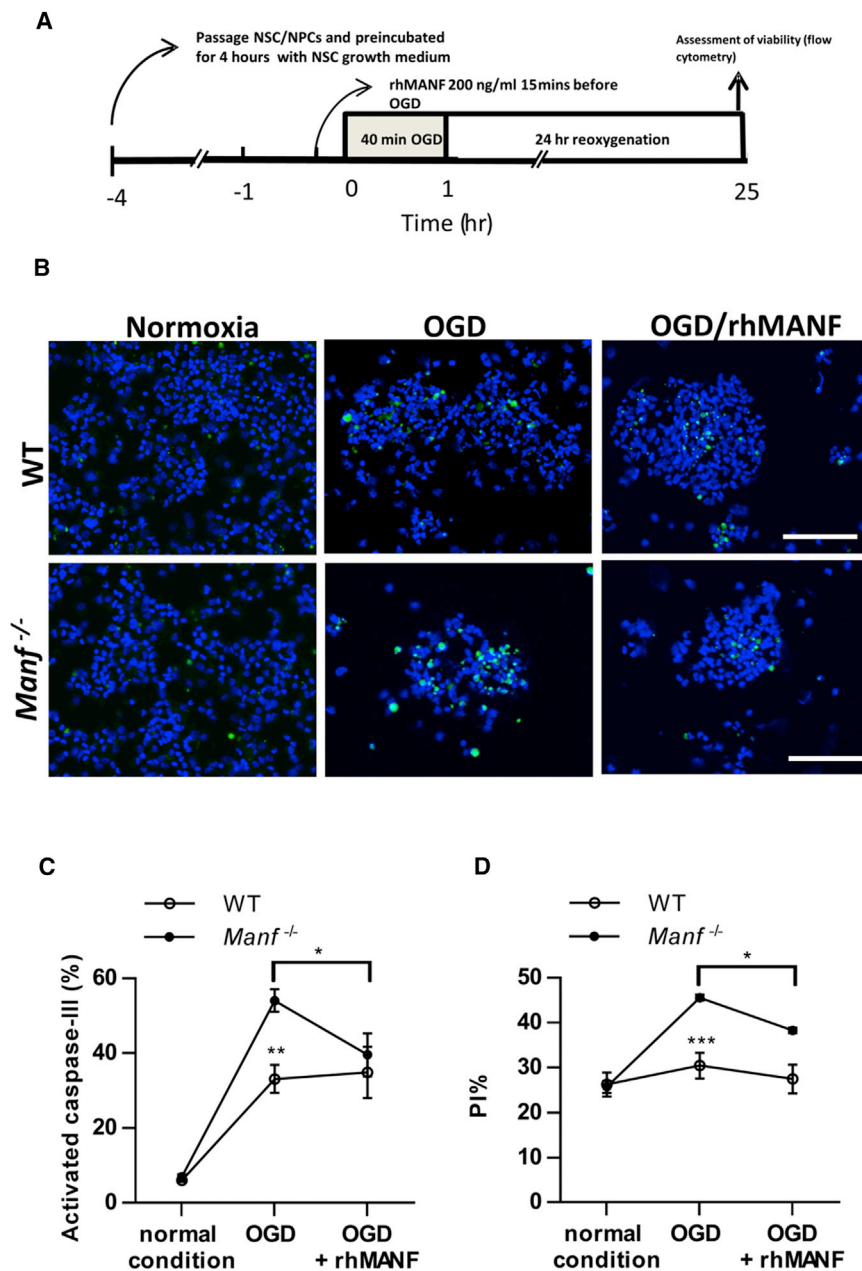 A
Passage NSC/NPCs and preincubated
for 4 hours with NSC growth medium
Assessment of viability (flow
cytometry)
rhMANF 200 ng/ml 15mins before
OGD
40 min OGD
24 hr reoxygenation
-4
-1
0
1
25
Time (hr)
B
Normoxia
OGD
OGD/rhMANF
WT
Manf -/-
C
WT
Manf -/-
*
**
Activated caspase-III (%)
60
40
20
0
normal
condition
OGD
OGD
+ rhMANF
D
WT
Manf -/-
*
***
PI%
50
40
30
20
10
0
normal
condition
OGD
OGD
+ rhMANF